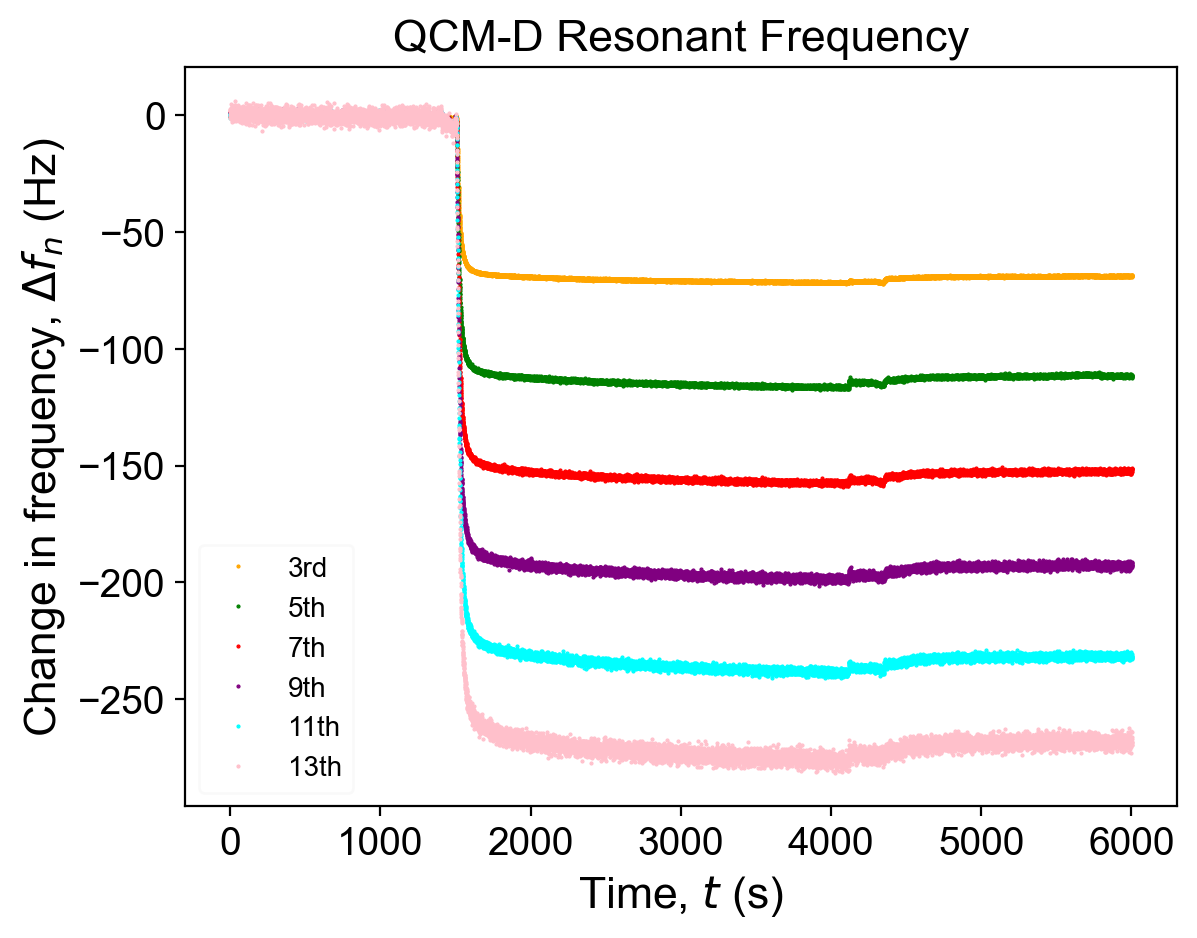 QCM-D Resonant Frequency
Change in frequency, Δfₙ (Hz)
0
−50
−100
−150
−200
−250
3rd
5th
7th
9th
11th
13th
0 1000 2000 3000 4000 5000 6000
Time, t (s)